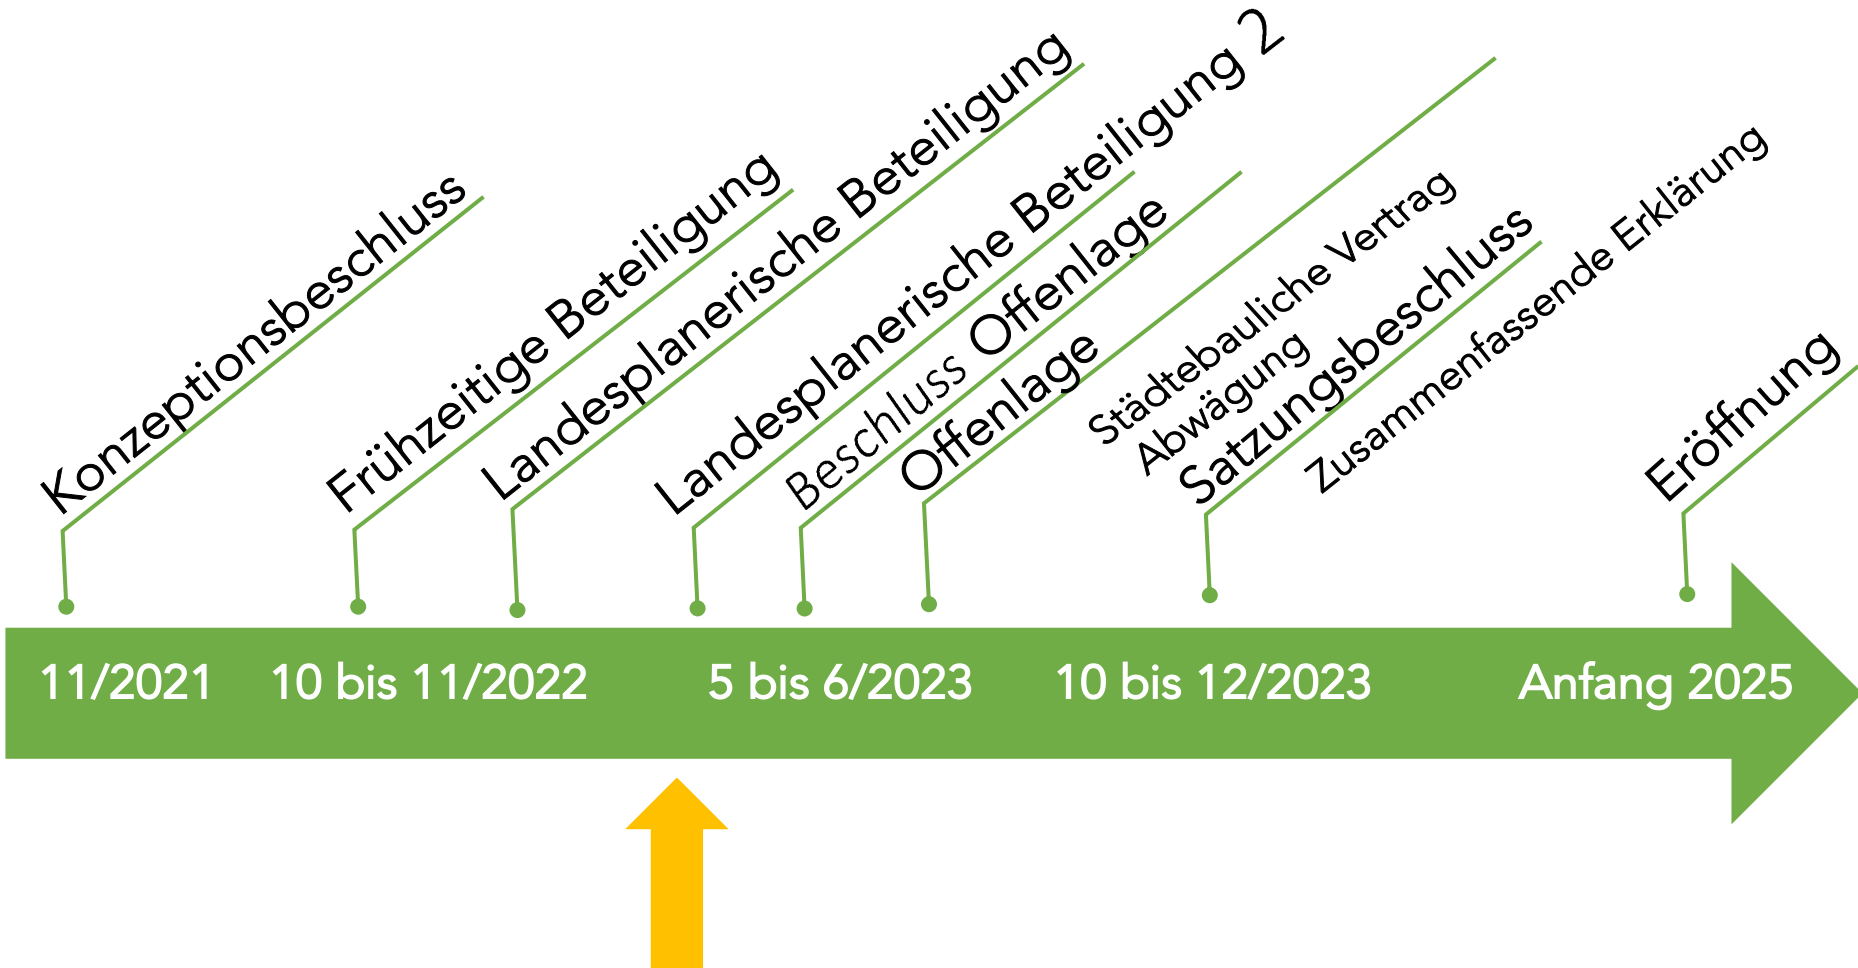 Konzeptionsbeschluss
Frühzeitige Beteiligung
Landesplanerische Beteiligung
Landesplanerische Beteiligung 2
Beschluss Offenlage
Offenlage
Städtebauliche Vertrag
Abwägung
Satzungsbeschluss
Zusammenfassende Erklärung
Eröffnung
11/2021
10 bis 11/2022
5 bis 6/2023
10 bis 12/2023
Anfang 2025